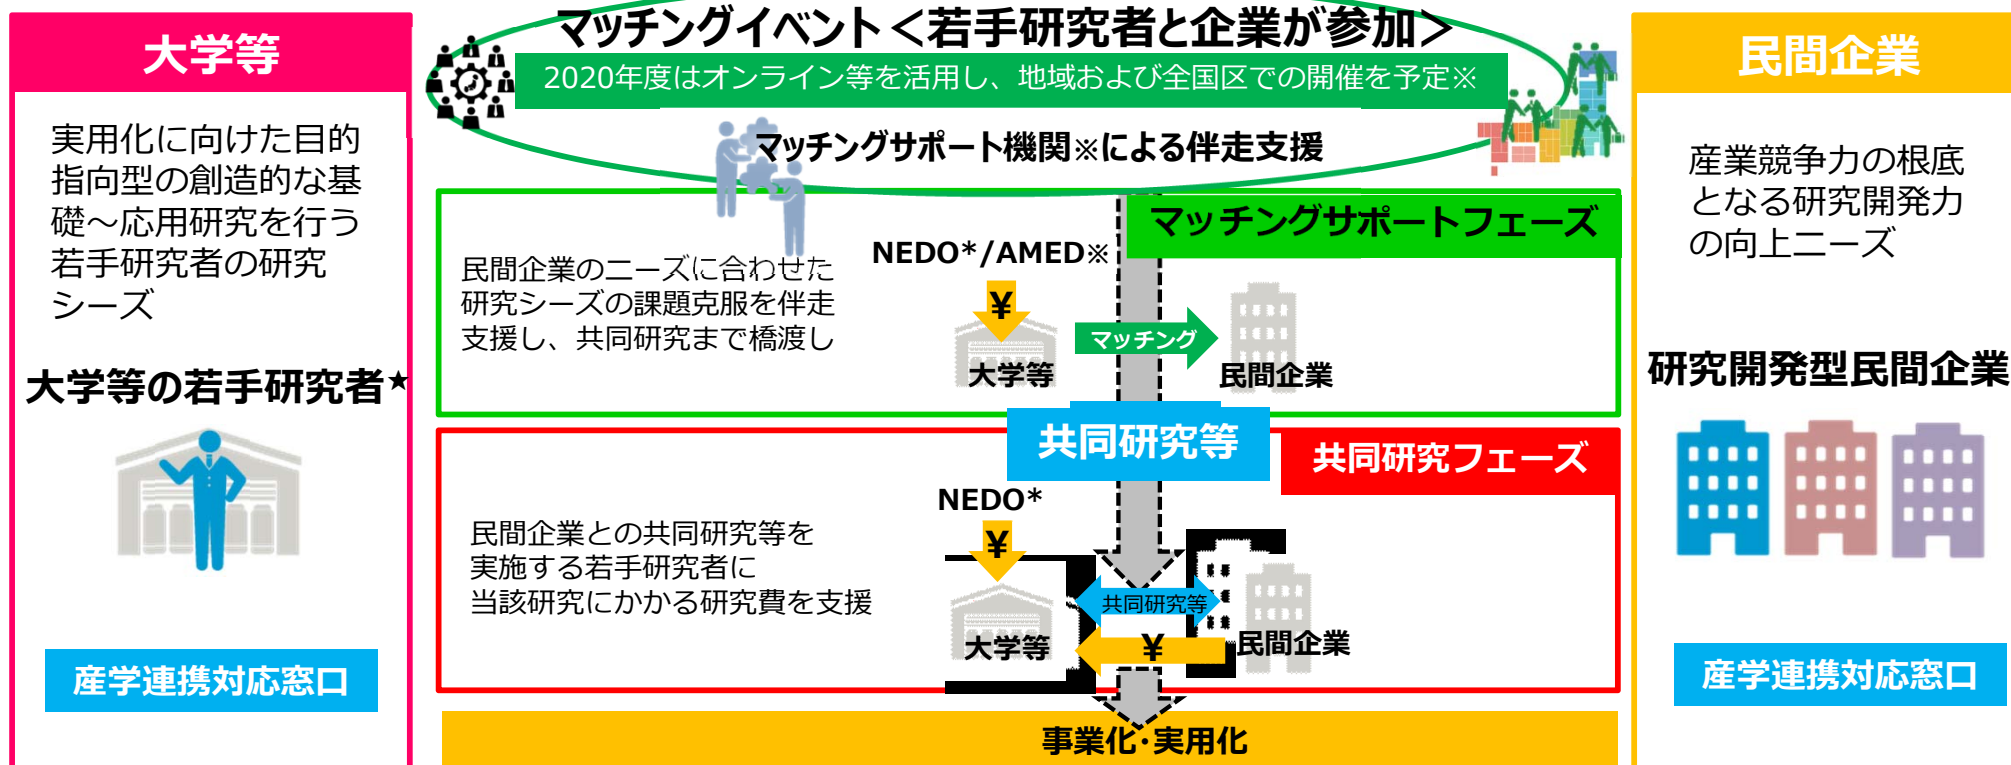 大学等
実用化に向けた目的
指向型の創造的な基
礎～応用研究を行う
若手研究者の研究
シーズ
大学等の若手研究者★
産学連携対応窓口
マッチングイベント＜若手研究者と企業が参加＞
2020年度はオンライン等を活用し、地域および全国区での開催を予定※
マッチングサポート機関※による伴走支援
マッチングサポートフェーズ
民間企業のニーズに合わせた
研究シーズの課題克服を伴走
支援し、共同研究まで橋渡し
NEDO*/AMED※
¥
マッチング
大学等
民間企業
共同研究等
共同研究フェーズ
民間企業との共同研究等を
実施する若手研究者に
当該研究にかかる研究費を支援
NEDO*
¥
共同研究等
大学等
¥
民間企業
事業化・実用化
民間企業
産業競争力の根底
となる研究開発力
の向上ニーズ
研究開発型民間企業
産学連携対応窓口